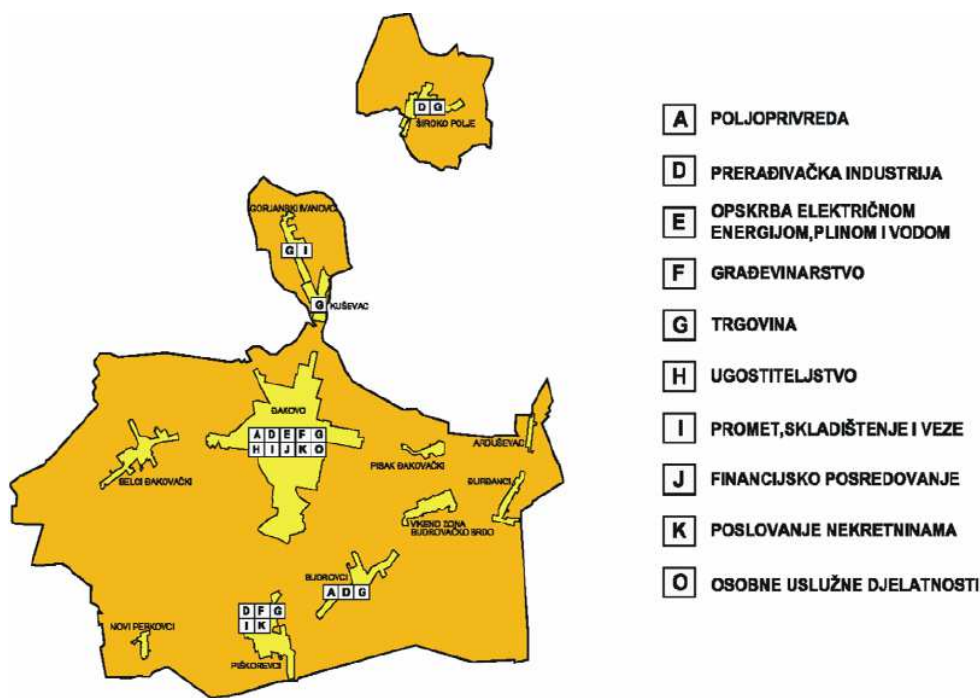 D G
ŠIROKO POLJE
GORJANSKI IVANOVCI
G I
G
KUŠEVAC
ĐAKOVO
A D E F G
H I J K O
SELCI ĐAKOVAČKI
PISAK ĐAKOVAČKI
ĐURĐANCI
VIKEND ZONA
BUDROVAČKO BRDO
BUDROVCI
A D G
D F G
I K
NOVI PERKOVCI
PIŠKOREVCI
A POLJOPRIVREDA
D PRERAĐIVAČKA INDUSTRIJA
E OPSKRBA ELEKTRIČNOM
ENERGIJOM,PLINOM I VODOM
F GRAĐEVINARSTVO
G TRGOVINA
H UGOSTITELJSTVO
I PROMET,SKLADIŠTENJE I VEZE
J FINANCIJSKO POSREDOVANJE
K POSLOVANJE NEKRETNINAMA
O OSOBNE USLUŽNE DJELATNOSTI